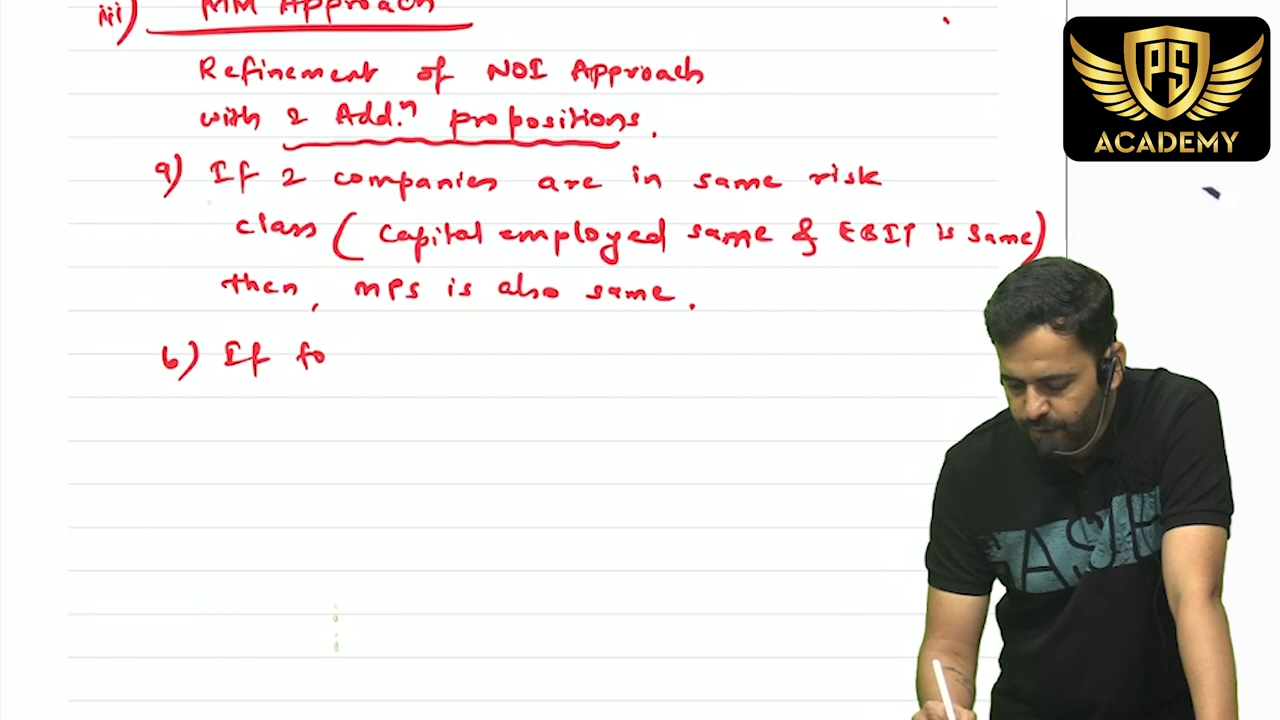 iii) MM Approach
Refinement of NOI Approach
with 2 Add.n propositions.
a) If 2 companies are in same risk
class (capital employed same & EBIT is same)
then, MPS is also same.
b) If fo
PS
ACADEMY